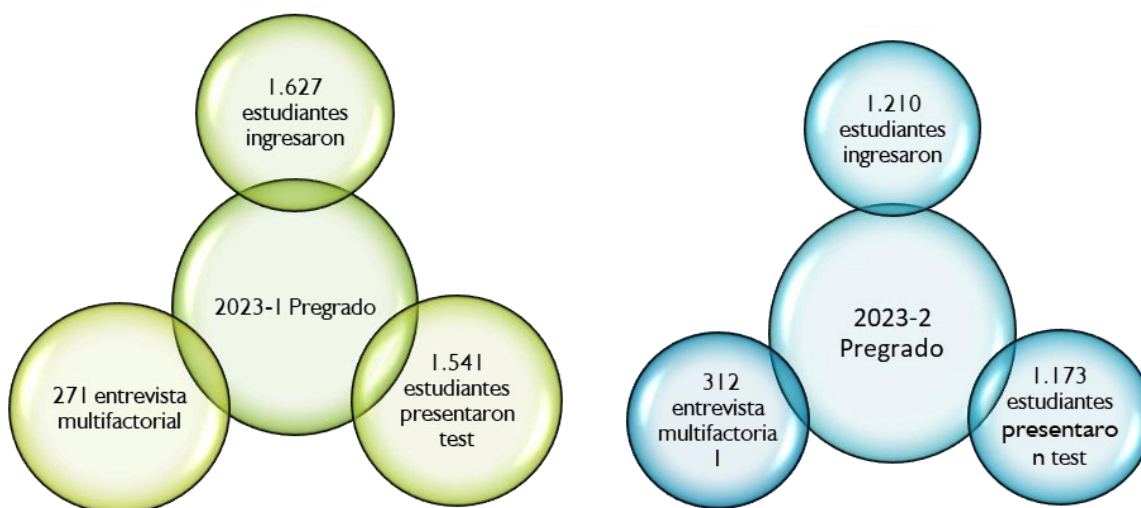 1.627
estudiantes
ingresaron
2023-1 Pregrado
271 entrevista
multifactorial
1.541
estudiantes
presentaron
test
1.210
estudiantes
ingresaron
2023-2
Pregrado
312
entrevista
multifactoria
l
1.173
estudiantes
presentaro
n test